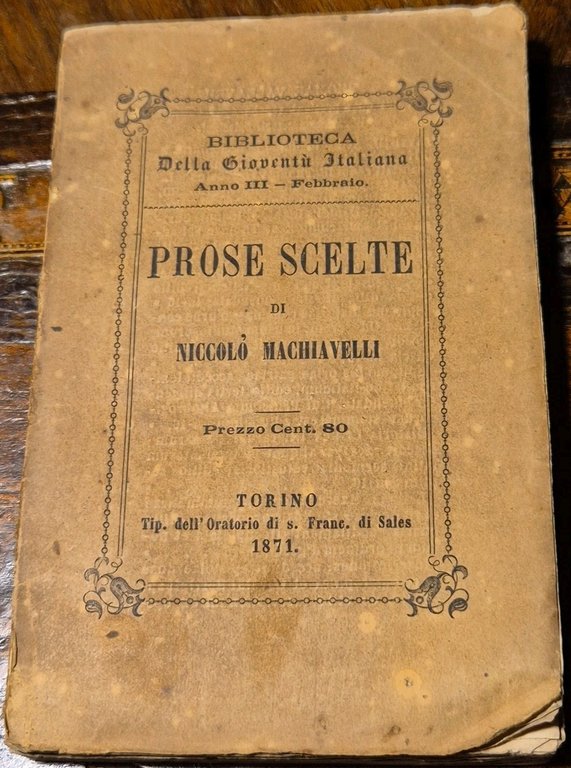 BIBLIOTECA
Della Gioventù Italiana
Anno III – Febbraio.
PROSE SCELTE
DI
NICCOLÒ MACHIAVELLI
Prezzo Cent. 80
TORINO
Tip. dell'Oratorio di s. Franc. di Sales
1871.